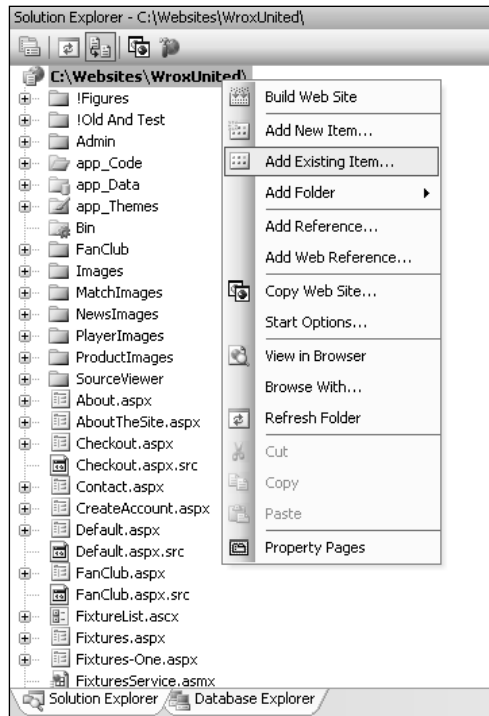 Solution Explorer - C:\Websites\WroxUnited\
C:\Websites\WroxUnited\
!Figures
!Old And Test
Admin
app_Code
app_Data
app_Themes
Bin
FanClub
Images
MatchImages
NewsImages
PlayerImages
ProductImages
SourceViewer
About.aspx
AboutTheSite.aspx
Checkout.aspx
Checkout.aspx.src
Contact.aspx
CreateAccount.aspx
Default.aspx
Default.aspx.src
FanClub.aspx
FanClub.aspx.src
FixtureList.ascx
Fixtures.aspx
Fixtures-One.aspx
FixturesService.asmx
Build Web Site
Add New Item...
Add Existing Item...
Add Folder
Add Reference...
Add Web Reference...
Copy Web Site...
Start Options...
View in Browser
Browse With...
Refresh Folder
Cut
Copy
Paste
Property Pages
Solution Explorer
Database Explorer